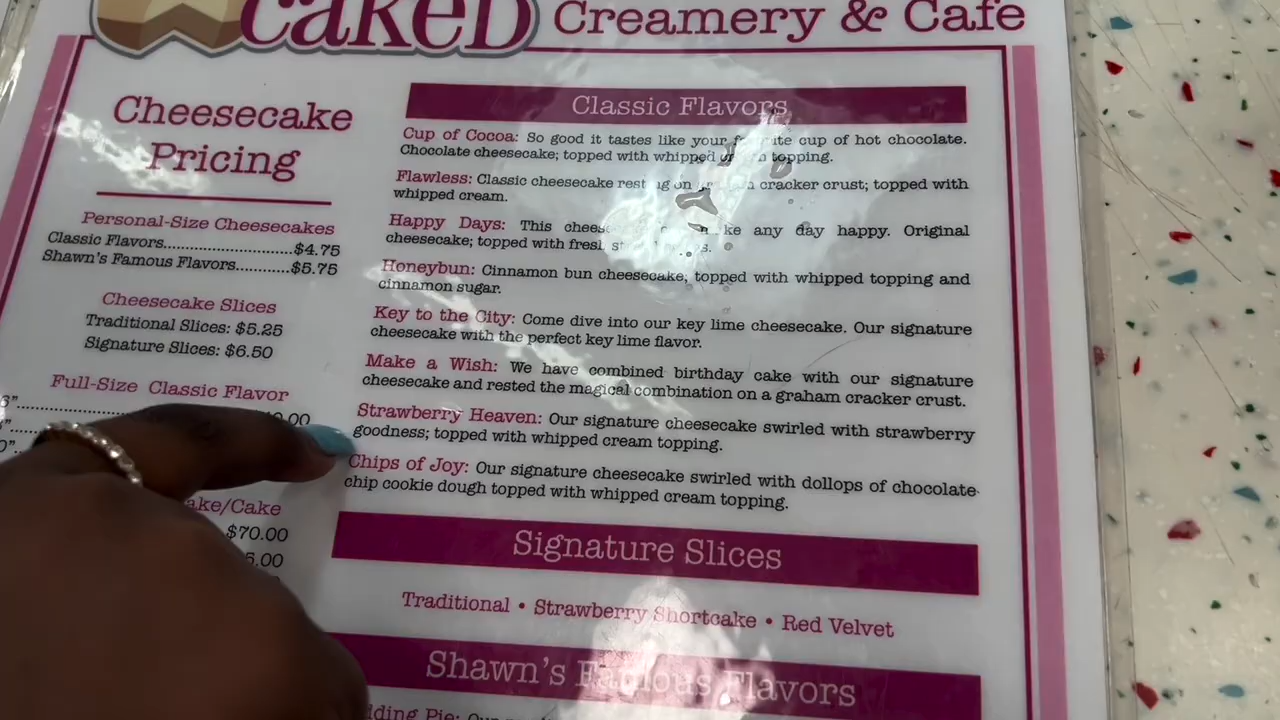 CaKeD Creamery & Cafe
Cheesecake
Pricing
Personal-Size Cheesecakes
Classic Flavors..............................$4.75
Shawn's Famous Flavors...........$5.75
Cheesecake Slices
Traditional Slices: $5.25
Signature Slices: $6.50
Full-Size Classic Flavor
$70.00
Classic Flavors
Cup of Cocoa: So good it tastes like your cup of hot chocolate.
Chocolate cheesecake; topped with whipped topping.
Flawless: Classic cheesecake on cracker crust; topped with
whipped cream.
Happy Days: This any day happy. Original
cheesecake; topped with
Honeybun: Cinnamon bun cheesecake; topped with whipped topping and
cinnamon sugar.
Key to the City: Come dive into our key lime cheesecake. Our signature
cheesecake with the perfect key lime flavor.
Make a Wish: We have combined birthday cake with our signature
cheesecake and rested the magical combination on a graham cracker crust.
Strawberry Heaven: Our signature cheesecake swirled with strawberry
goodness; topped with whipped cream topping.
Chips of Joy: Our signature cheesecake swirled with dollops of chocolate
chip cookie dough topped with whipped cream topping.
Signature Slices
Traditional • Strawberry Shortcake • Red Velvet
Shawn's Famous Flavors